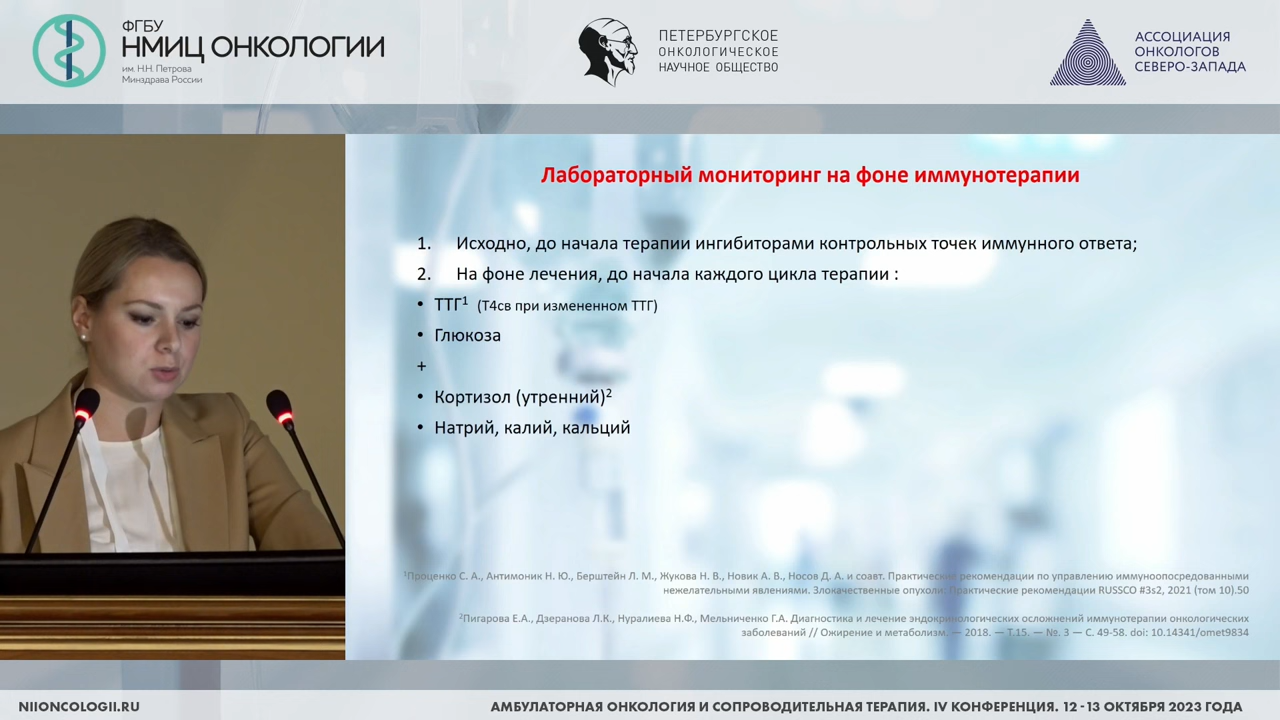 ФГБУ
НМИЦ ОНКОЛОГИИ
им. Н.Н. Петрова
Минздрава России
ПЕТЕРБУРГСКОЕ
ОНКОЛОГИЧЕСКОЕ
НАУЧНОЕ ОБЩЕСТВО
АССОЦИАЦИЯ
ОНКОЛОГОВ
СЕВЕРО-ЗАПАДА
Лабораторный мониторинг на фоне иммунотерапии
1. Исходно, до начала терапии ингибиторами контрольных точек иммунного ответа;
2. На фоне лечения, до начала каждого цикла терапии :
• ТТГ¹ (Т4св при измененном ТТГ)
• Глюкоза
+
• Кортизол (утренний)²
• Натрий, калий, кальций
¹Проценко С. А., Антимоник Н. Ю., Берштейн Л. М., Жукова Н. В., Новик А. В., Носов Д. А. и соавт. Практические рекомендации по управлению иммуноопосредованными
нежелательными явлениями. Злокачественные опухоли: Практические рекомендации RUSSCO #3s2, 2021 (том 10).50
²Пигарова Е.А., Дзеранова Л.К., Нуралиева Н.Ф., Мельниченко Г.А. Диагностика и лечение эндокринологических осложнений иммунотерапии онкологических
заболеваний // Ожирение и метаболизм. — 2018. — Т.15. — №. 3 — С. 49-58. doi: 10.14341/omet9834
NIIONCOLOGII.RU
АМБУЛАТОРНАЯ ОНКОЛОГИЯ И СОПРОВОДИТЕЛЬНАЯ ТЕРАПИЯ. IV КОНФЕРЕНЦИЯ. 12 - 13 ОКТЯБРЯ 2023 ГОДА